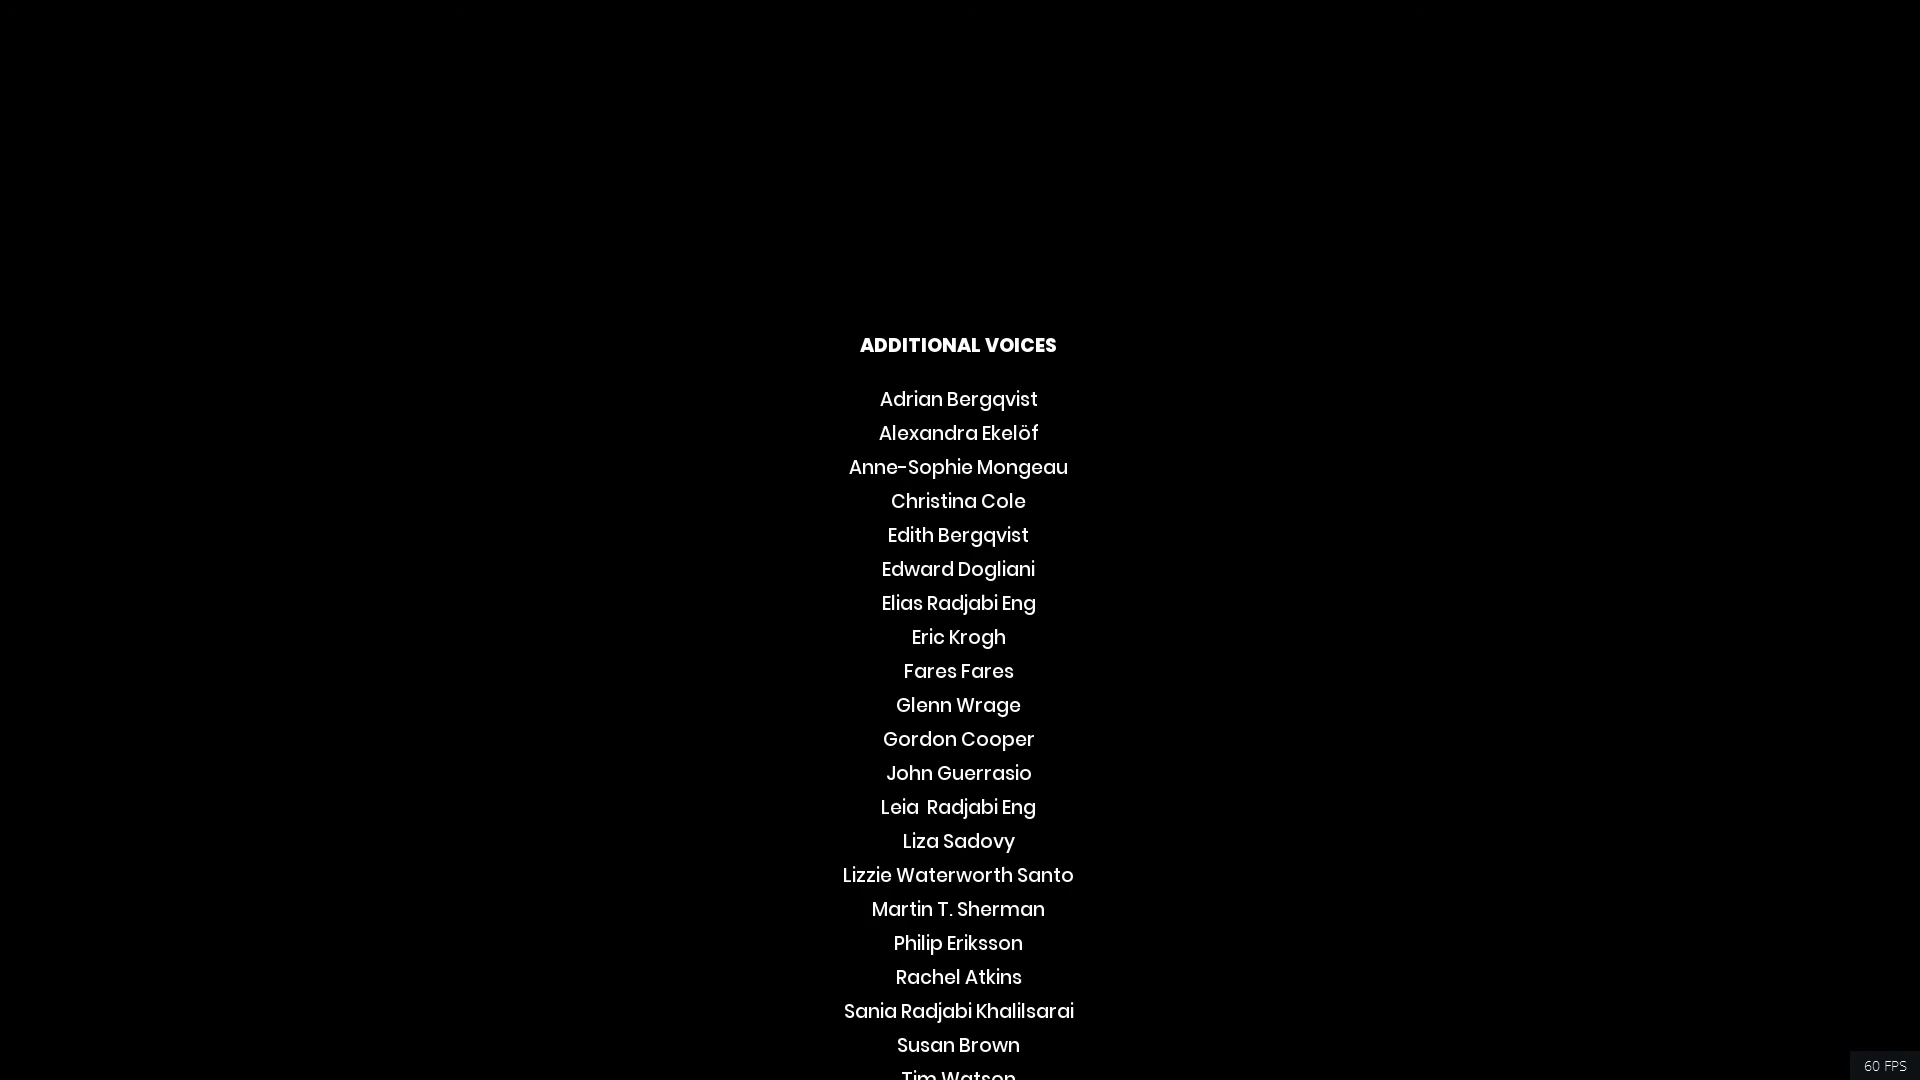 ADDITIONAL VOICES
Adrian Bergqvist
Alexandra Ekelöf
Anne-Sophie Mongeau
Christina Cole
Edith Bergqvist
Edward Dogliani
Elias Radjabi Eng
Eric Krogh
Fares Fares
Glenn Wrage
Gordon Cooper
John Guerrasio
Leia  Radjabi Eng
Liza Sadovy
Lizzie Waterworth Santo
Martin T. Sherman
Philip Eriksson
Rachel Atkins
Sania Radjabi Khalilsarai
Susan Brown
Tim Watson
60 FPS